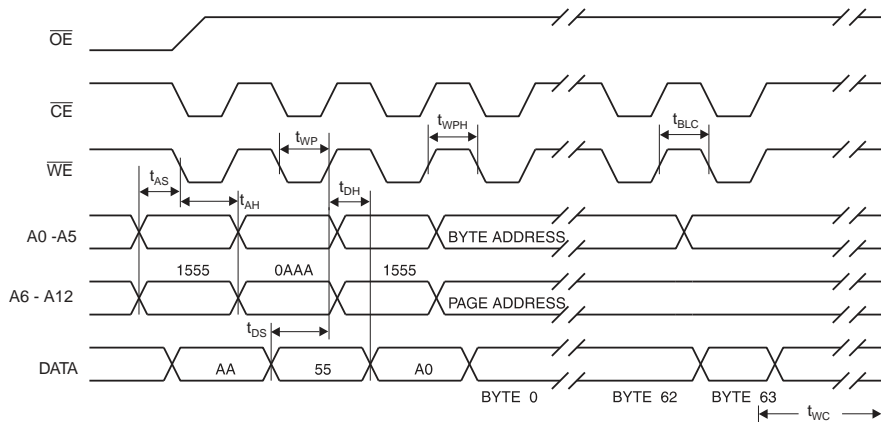 OE
CE
tWP
tWPH
tBLC
WE
tAS
tAH
tDH
A0 -A5
BYTE ADDRESS
1555 0AAA 1555
A6 - A12
PAGE ADDRESS
tDS
DATA
AA 55 A0
BYTE 0 BYTE 62 BYTE 63
tWC